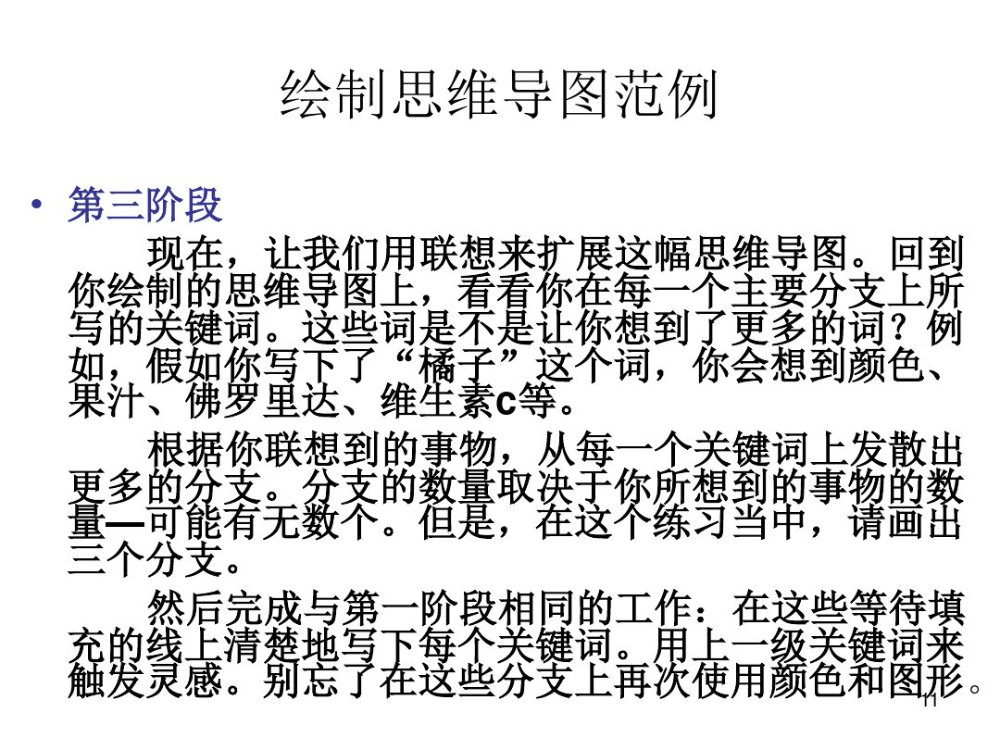 绘制思维导图范例
• 第三阶段
现在，让我们用联想来扩展这幅思维导图。回到
你绘制的思维导图上，看看你在每一个主要分支上所
写的关键词。这些词是不是让你想到了更多的词？例
如，假如你写下了“橘子”这个词，你会想到颜色、
果汁、佛罗里达、维生素c等。
根据你联想到的事物，从每一个关键词上发散出
更多的分支。分支的数量取决于你所想到的事物的数
量—可能有无数个。但是，在这个练习当中，请画出
三个分支。
然后完成与第一阶段相同的工作：在这些等待填
充的线上清楚地写下每个关键词。用上一级关键词来
触发灵感。别忘了在这些分支上再次使用颜色和图形。
11